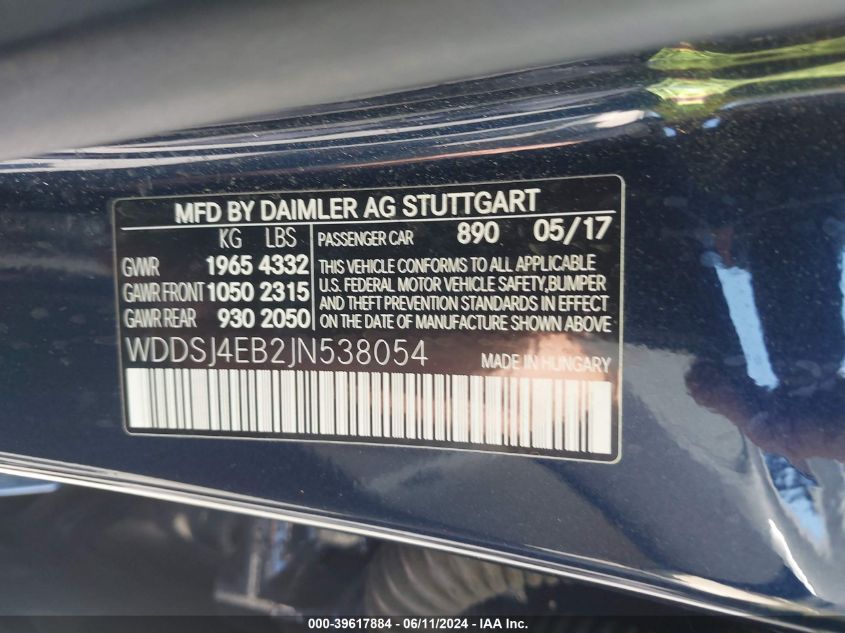 MFD BY DAIMLER AG STUTTGART
KG LBS
GVWR 1965 4332
GAWR FRONT 1050 2315
GAWR REAR 930 2050
PASSENGER CAR 890 05/17
THIS VEHICLE CONFORMS TO ALL APPLICABLE
U.S. FEDERAL MOTOR VEHICLE SAFETY,BUMPER
AND THEFT PREVENTION STANDARDS IN EFFECT
ON THE DATE OF MANUFACTURE SHOWN ABOVE
WDDSJ4EB2JN538054 MADE IN HUNGARY
000-39617884 - 06/11/2024 - IAA Inc.